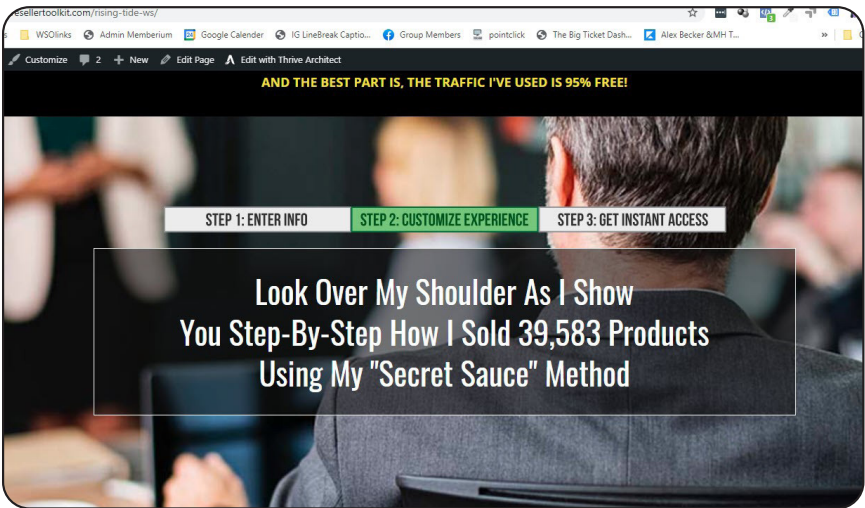 esellertoolkit.com/rising-tide-ws/
WSOlinks Admin Memberium Google Calender IG LineBreak Captio... Group Members pointclick The Big Ticket Dash... Alex Becker &MH T... »
Customize 2 + New Edit Page Edit with Thrive Architect
AND THE BEST PART IS, THE TRAFFIC I'VE USED IS 95% FREE!
STEP 1: ENTER INFO STEP 2: CUSTOMIZE EXPERIENCE STEP 3: GET INSTANT ACCESS
Look Over My Shoulder As I Show
You Step-By-Step How I Sold 39,583 Products
Using My "Secret Sauce" Method